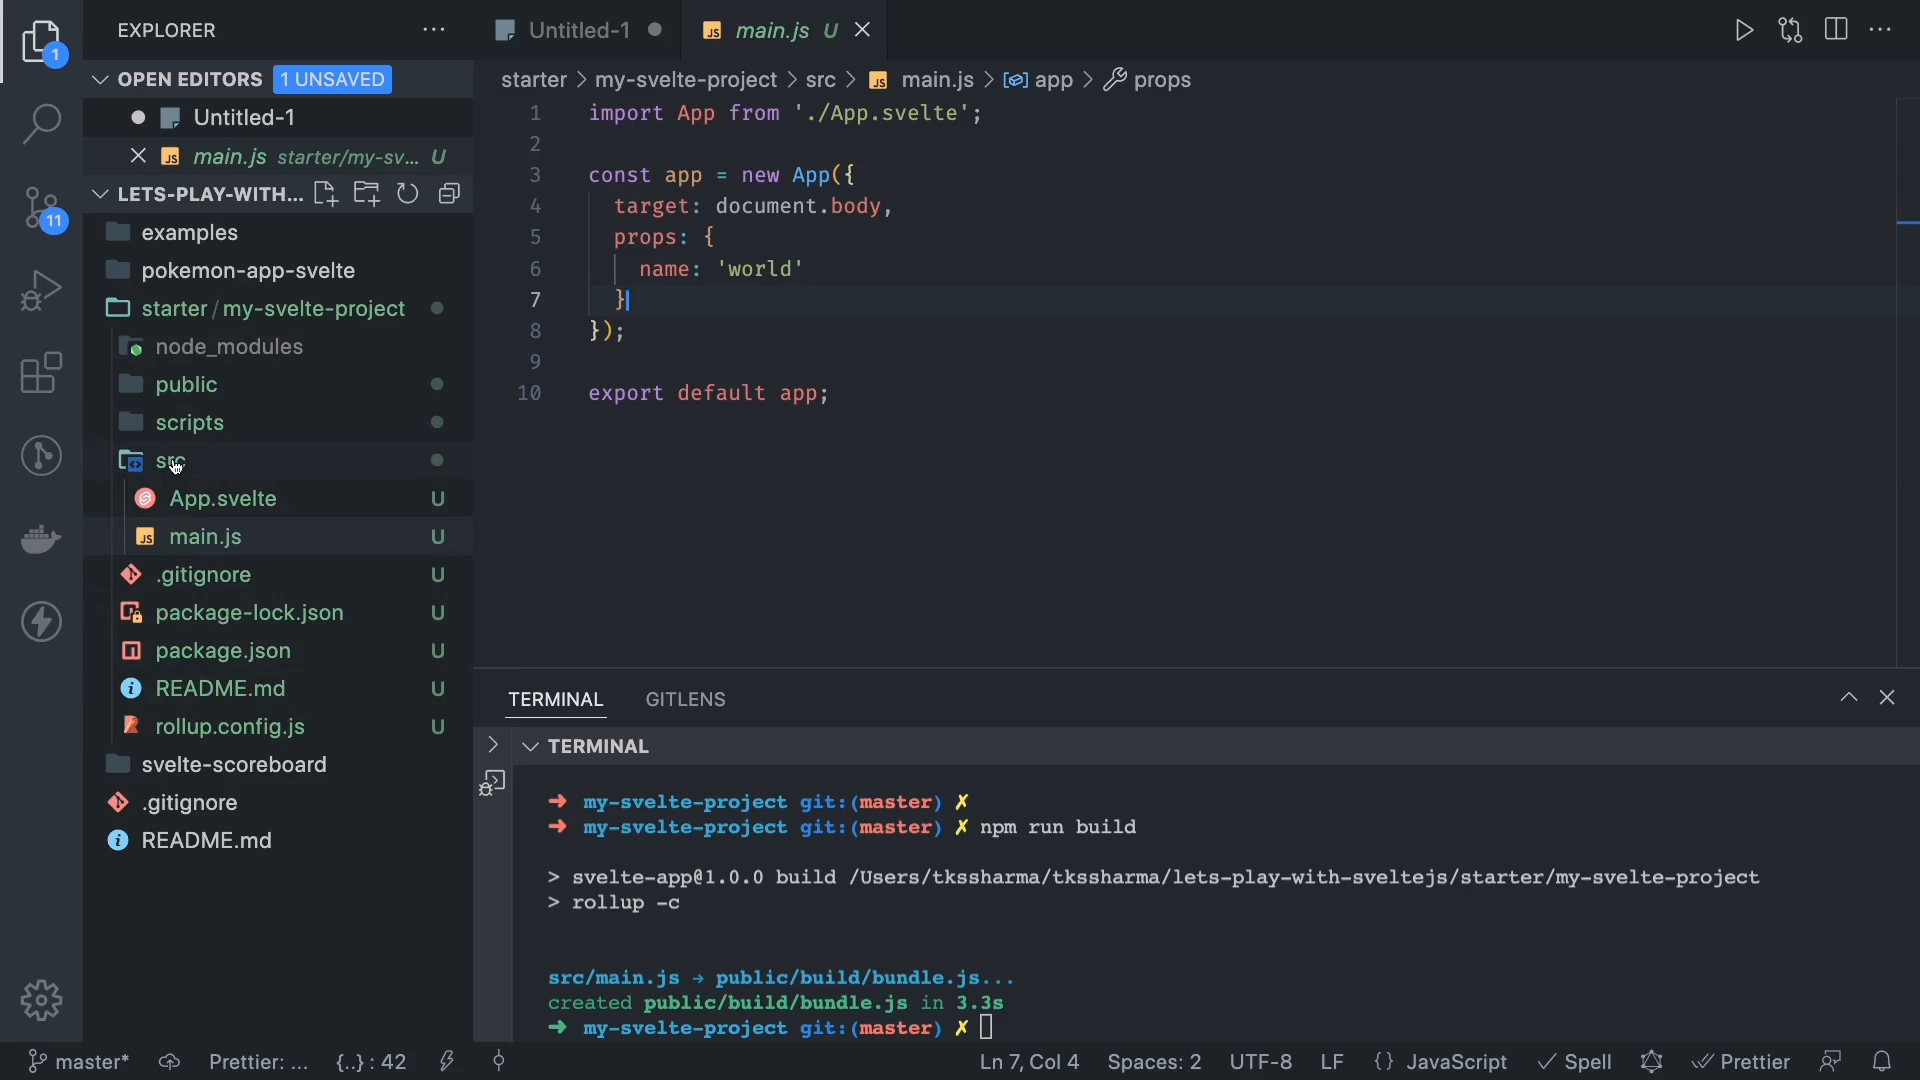 1
11
EXPLORER
OPEN EDITORS 1 UNSAVED
Untitled-1
main.js starter/my-sv... U
LETS-PLAY-WITH...
examples
pokemon-app-svelte
starter / my-svelte-project
node_modules
public
scripts
src
App.svelte U
main.js U
.gitignore U
package-lock.json U
package.json U
README.md U
rollup.config.js U
svelte-scoreboard
.gitignore
README.md
Untitled-1
JS main.js U
starter > my-svelte-project > src > JS main.js > app > props
1 import App from './App.svelte';
2
3 const app = new App({
4 target: document.body,
5 props: {
6 name: 'world'
7 }
8 });
9
10 export default app;
TERMINAL GITLENS
TERMINAL
➜ my-svelte-project git:(master) ✗
➜ my-svelte-project git:(master) ✗ npm run build
> svelte-app@1.0.0 build /Users/tkssharma/tkssharma/lets-play-with-sveltejs/starter/my-svelte-project
> rollup -c
src/main.js → public/build/bundle.js...
created public/build/bundle.js in 3.3s
➜ my-svelte-project git:(master) ✗
master* Prettier: ... {..} : 42 Ln 7, Col 4 Spaces: 2 UTF-8 LF {} JavaScript ✓ Spell Prettier